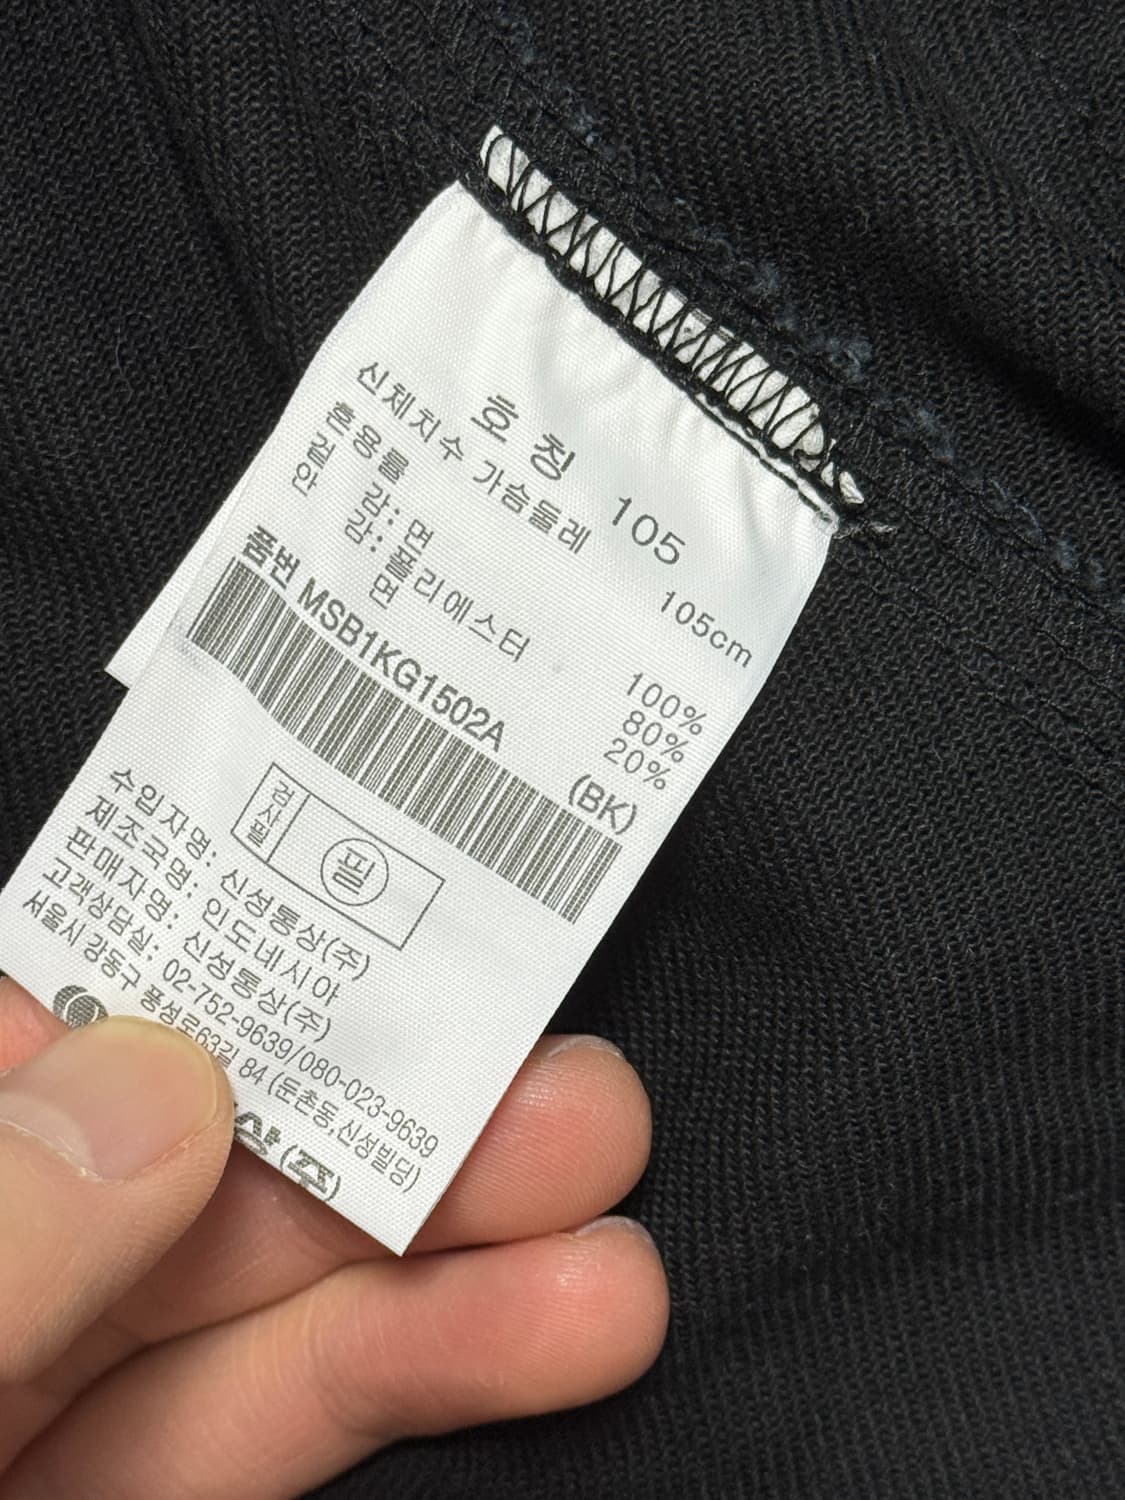 호 칭 105
신체치수 가슴둘레 105cm
혼용률
겉 감: 면 100%
안 감: 폴리에스터 80%
면 20%
품번 MSB1KG1502A (BK)
검사필 필
수입자명: 신성통상(주)
제조국명: 인도네시아
판매자명: 신성통상(주)
고객상담실: 02-752-9639/080-023-9639
서울시 강동구 풍성로63길 84 (둔촌동,신성빌딩)
상(주)